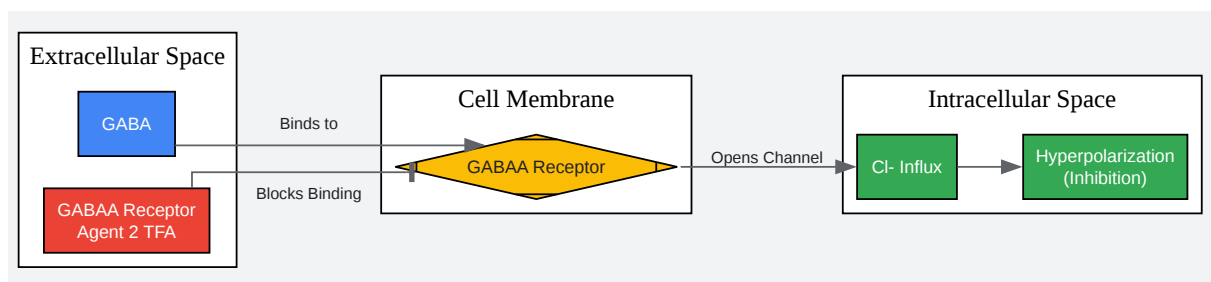 Extracellular Space
GABA
GABAA Receptor
Agent 2 TFA
Binds to
Blocks Binding
Cell Membrane
GABAA Receptor
Opens Channel
Intracellular Space
Cl- Influx
Hyperpolarization
(Inhibition)